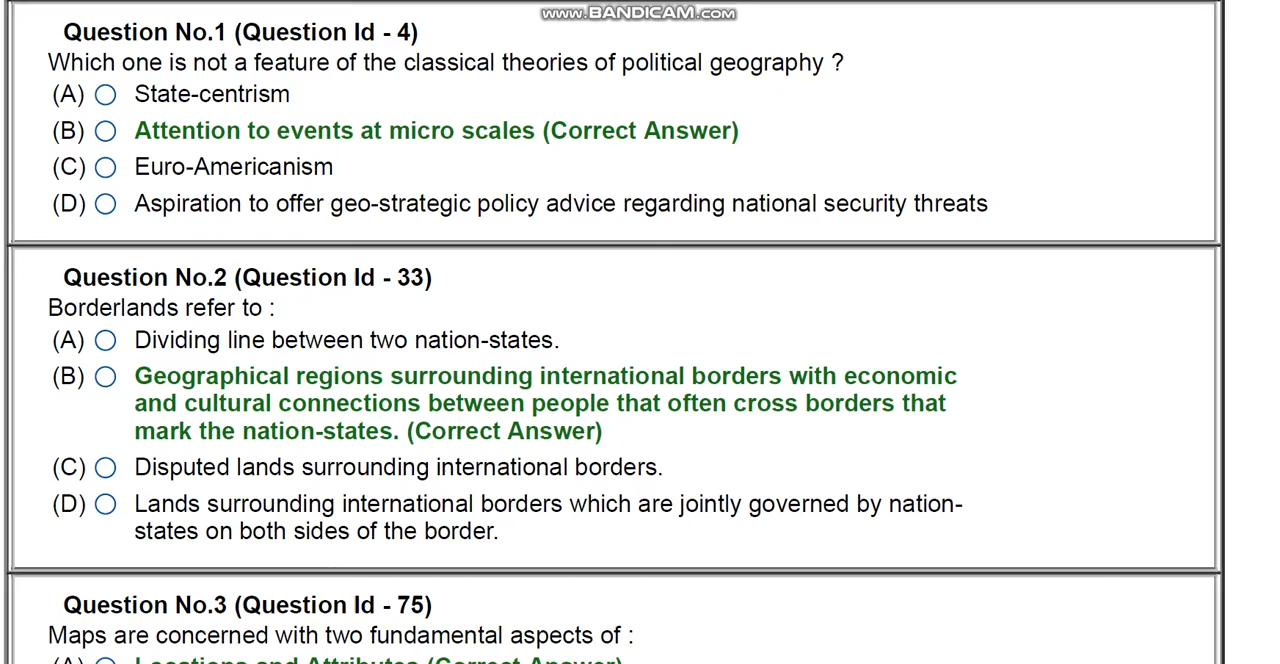 www.BANDICAM.com
Question No.1 (Question Id - 4)
Which one is not a feature of the classical theories of political geography ?
(A) State-centrism
(B) Attention to events at micro scales (Correct Answer)
(C) Euro-Americanism
(D) Aspiration to offer geo-strategic policy advice regarding national security threats
Question No.2 (Question Id - 33)
Borderlands refer to :
(A) Dividing line between two nation-states.
(B) Geographical regions surrounding international borders with economic
and cultural connections between people that often cross borders that
mark the nation-states. (Correct Answer)
(C) Disputed lands surrounding international borders.
(D) Lands surrounding international borders which are jointly governed by nation-
states on both sides of the border.
Question No.3 (Question Id - 75)
Maps are concerned with two fundamental aspects of :
(A) Locations and Attributes (Correct Answer)